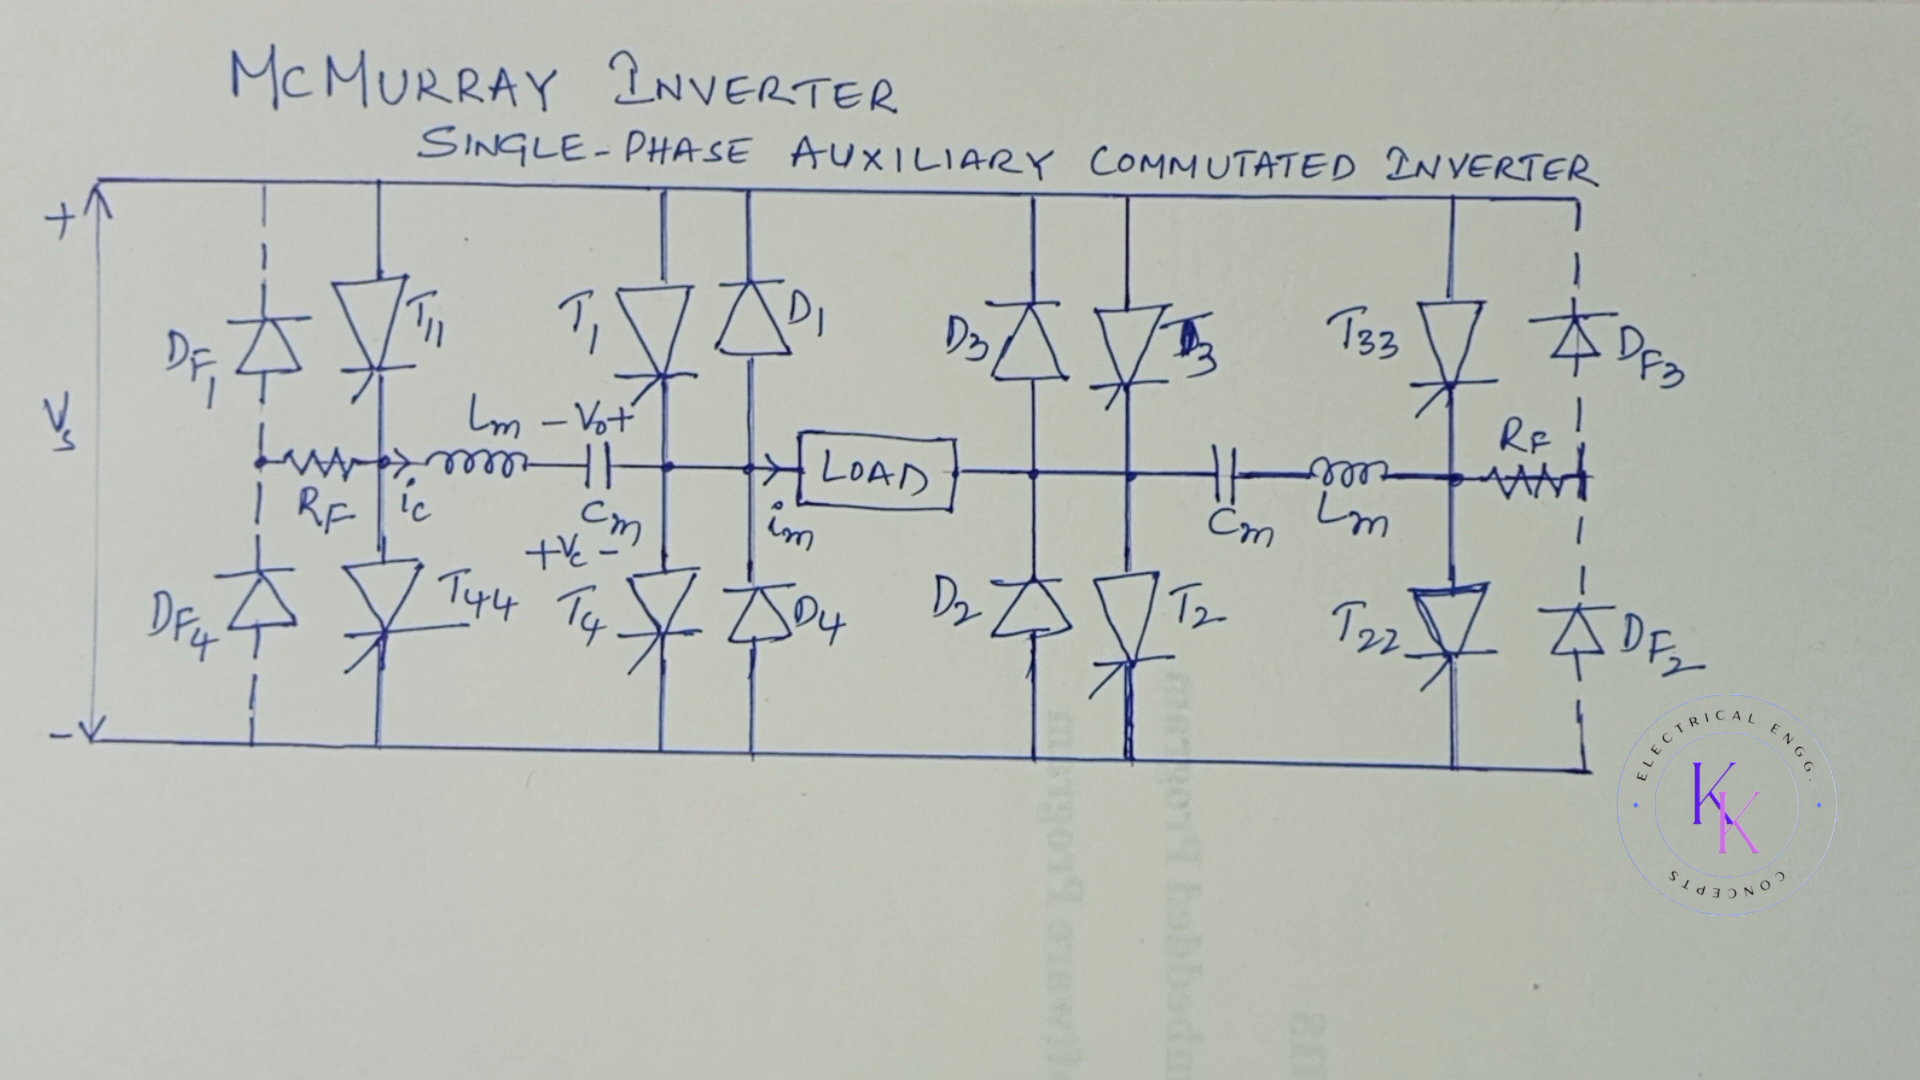 McMURRAY INVERTER
SINGLE-PHASE AUXILIARY COMMUTATED INVERTER
+
Vs
-
DF1
T11
T1
D1
D3
T3
T33
DF3
Lm
- Vo +
RF
ic
Cm
+ Vc -
im
LOAD
Cm
Lm
RF
DF4
T44
T4
D4
D2
T2
T22
DF2
ELECTRICAL ENGG.
KK
CONCEPTS